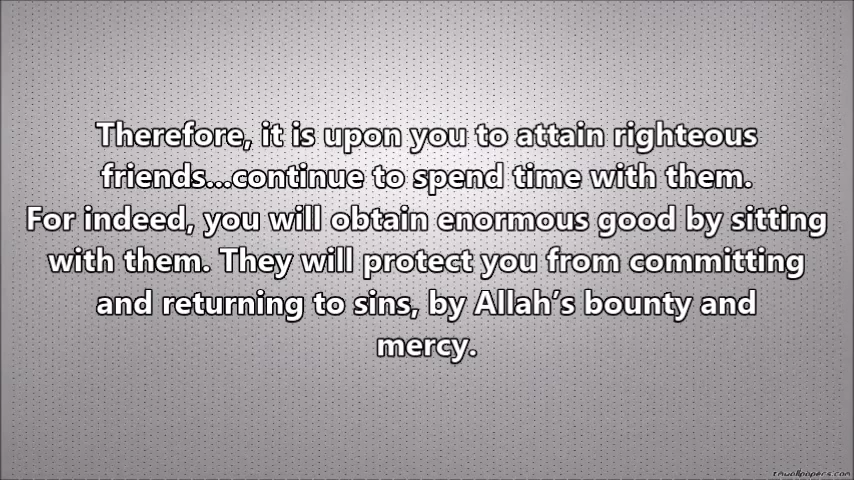 Therefore, it is upon you to attain righteous
friends...continue to spend time with them.
For indeed, you will obtain enormous good by sitting
with them. They will protect you from committing
and returning to sins, by Allah's bounty and
mercy.